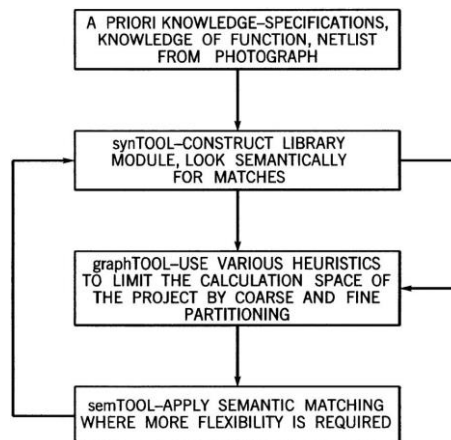 A PRIORI KNOWLEDGE–SPECIFICATIONS,
KNOWLEDGE OF FUNCTION, NETLIST
FROM PHOTOGRAPH
synTOOL–CONSTRUCT LIBRARY
MODULE, LOOK SEMANTICALLY
FOR MATCHES
graphTOOL–USE VARIOUS HEURISTICS
TO LIMIT THE CALCULATION SPACE OF
THE PROJECT BY COARSE AND FINE
PARTITIONING
semTOOL–APPLY SEMANTIC MATCHING
WHERE MORE FLEXIBILITY IS REQUIRED